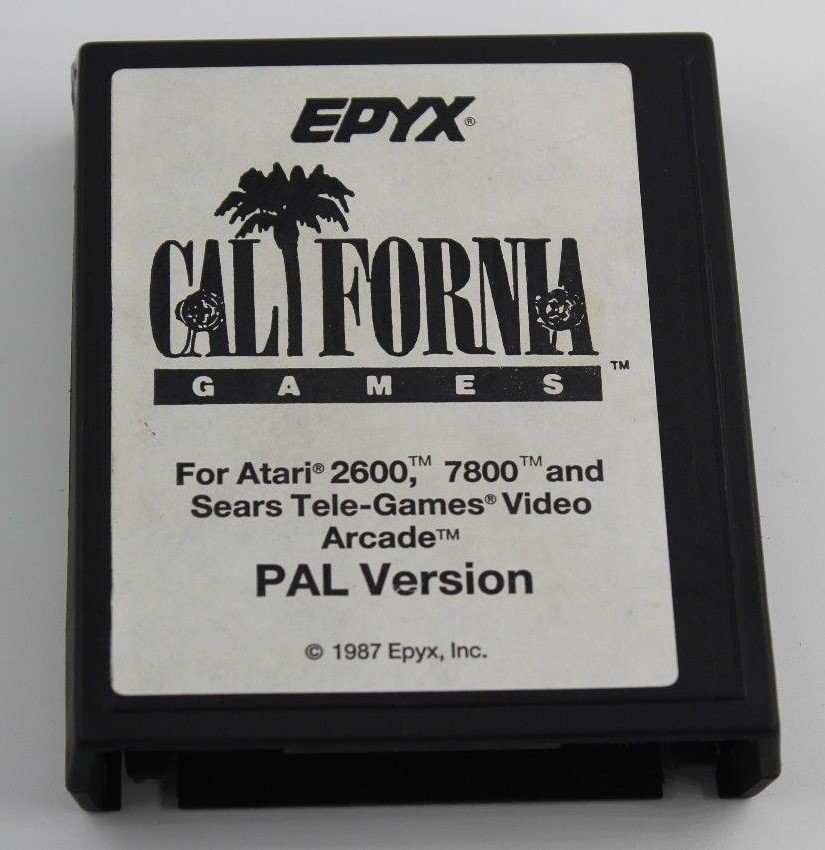 EPYX®
CALIFORNIA
GAMES™
For Atari® 2600,™ 7800™ and
Sears Tele-Games® Video
Arcade™
PAL Version
© 1987 Epyx, Inc.